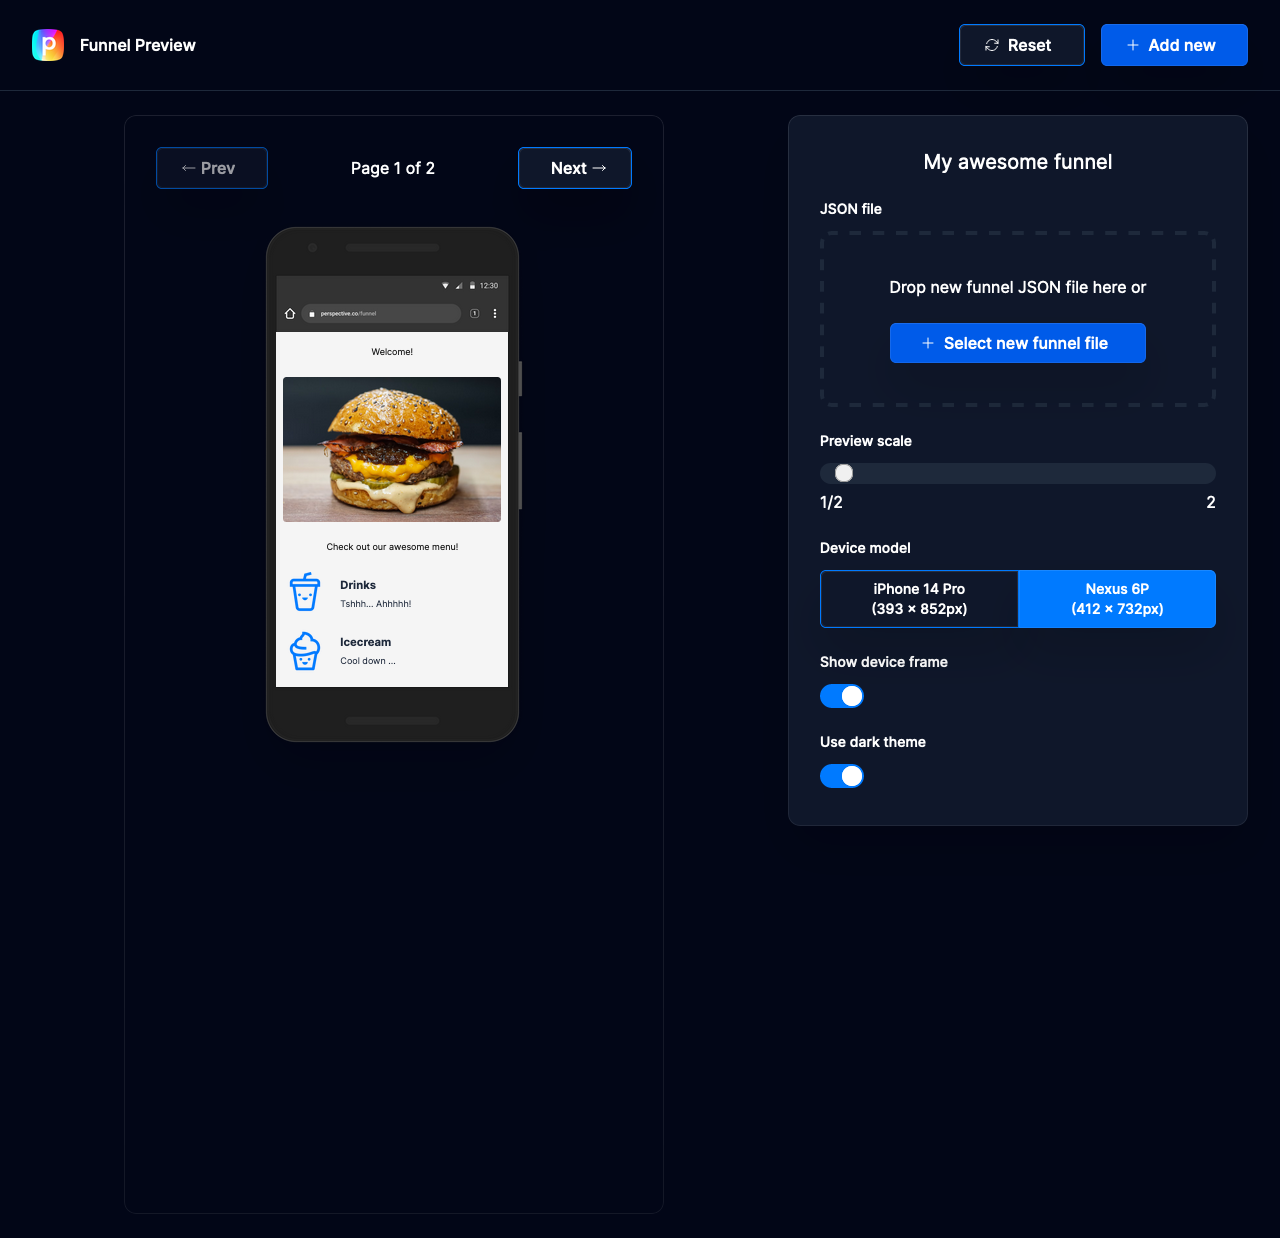 Funnel Preview
Reset
Add new
← Prev
Page 1 of 2
Next →
12:30
perspective.co/funnel
1
Welcome!
Check out our awesome menu!
Drinks
Tshhh... Ahhhhh!
Icecream
Cool down ...
My awesome funnel
JSON file
Drop new funnel JSON file here or
Select new funnel file
Preview scale
1/2
2
Device model
iPhone 14 Pro
(393 × 852px)
Nexus 6P
(412 × 732px)
Show device frame
Use dark theme